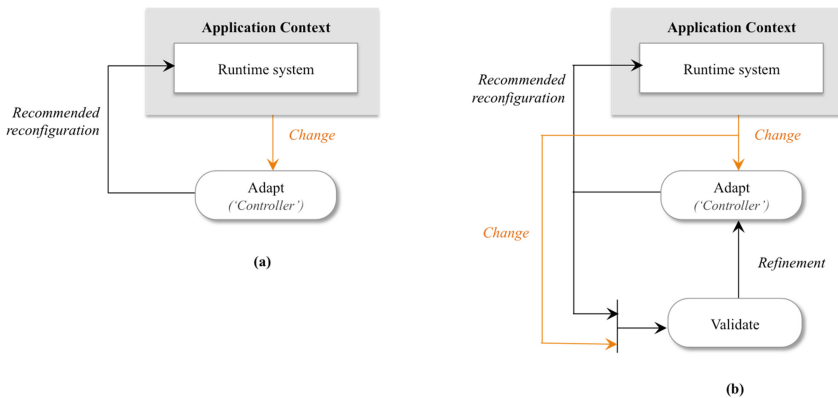 Application Context
Runtime system
Recommended
reconfiguration
Change
Adapt
(‘Controller’)
(a)
Application Context
Runtime system
Recommended
reconfiguration
Change
Adapt
(‘Controller’)
Change
Refinement
Validate
(b)